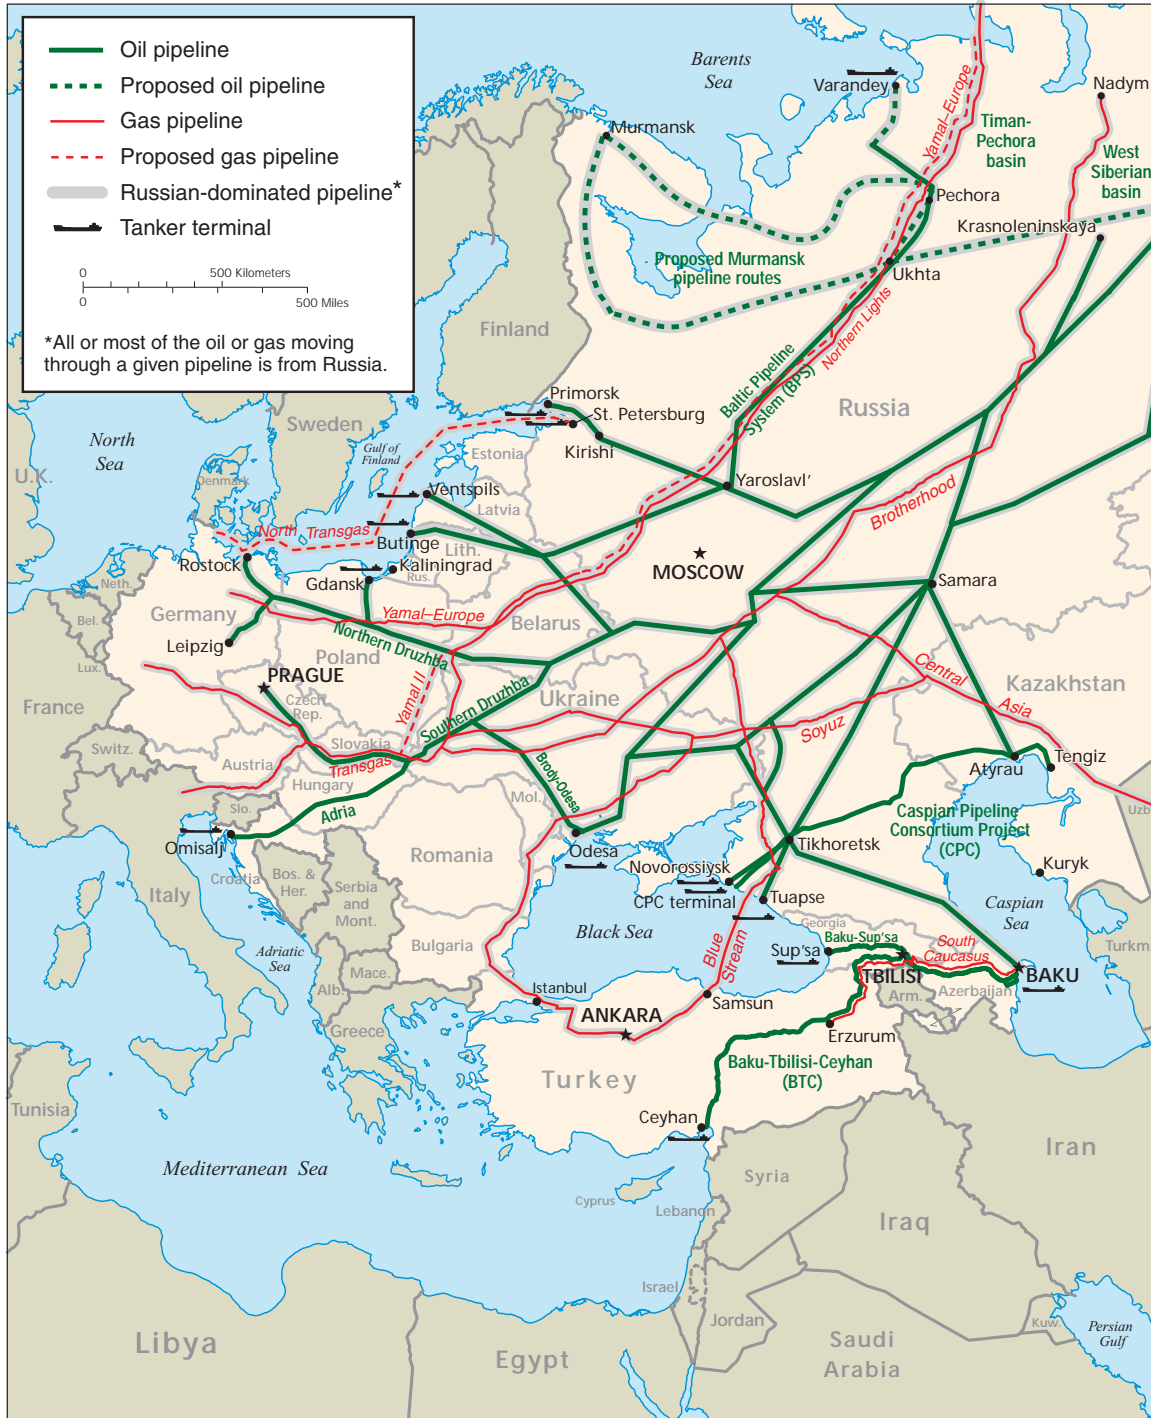 Oil pipeline
Proposed oil pipeline
Gas pipeline
Proposed gas pipeline
Russian-dominated pipeline*
Tanker terminal
0 500 Kilometers
0 500 Miles
*All or most of the oil or gas moving
through a given pipeline is from Russia.
Barents
Sea
Varandey
Nadym
Yamal–Europe
Timan-
Pechora
basin
West
Siberian
basin
Murmansk
Pechora
Krasnoleninskaya
Proposed Murmansk
pipeline routes
Ukhta
Northern Lights
Finland
Baltic Pipeline
System (BPS)
Russia
Primorsk
St. Petersburg
Kirishi
Sweden
North
Sea
Gulf of
Finland
Estonia
U.K.
Denmark
Ventspils
Latvia
Yaroslavl'
Brotherhood
North Transgas
Butinge
Lith.
Rostock
Kaliningrad
Rus.
Gdansk
MOSCOW
Samara
Neth.
Germany
Bel.
Yamal–Europe
Belarus
Leipzig
Northern Druzhba
Poland
Lux.
PRAGUE
Czech
Rep.
Yamal II
Southern Druzhba
Ukraine
Central
Asia
Kazakhstan
France
Soyuz
Switz.
Slovakia
Austria
Transgas
Hungary
Brody-Odesa
Mol.
Atyrau
Tengiz
Slo.
Adria
Uzb.
Caspian Pipeline
Consortium Project
(CPC)
Omisalj
Odesa
Tikhoretsk
Romania
Kuryk
Novorossiysk
CPC terminal
Croatia
Bos. &
Her.
Italy
Serbia
and
Mont.
Tuapse
Caspian
Sea
Georgia
Black Sea
Baku-Sup'sa
South
Caucasus
Adriatic
Sea
Bulgaria
Blue
Stream
Sup'sa
Turkm.
TBILISI
BAKU
Mace.
Istanbul
Samsun
Arm.
Azerbaijan
Alb.
ANKARA
Greece
Erzurum
Turkey
Baku-Tbilisi-Ceyhan
(BTC)
Tunisia
Ceyhan
Iran
Mediterranean Sea
Syria
Cyprus
Lebanon
Iraq
Israel
Jordan
Kuw.
Persian
Gulf
Libya
Egypt
Saudi
Arabia